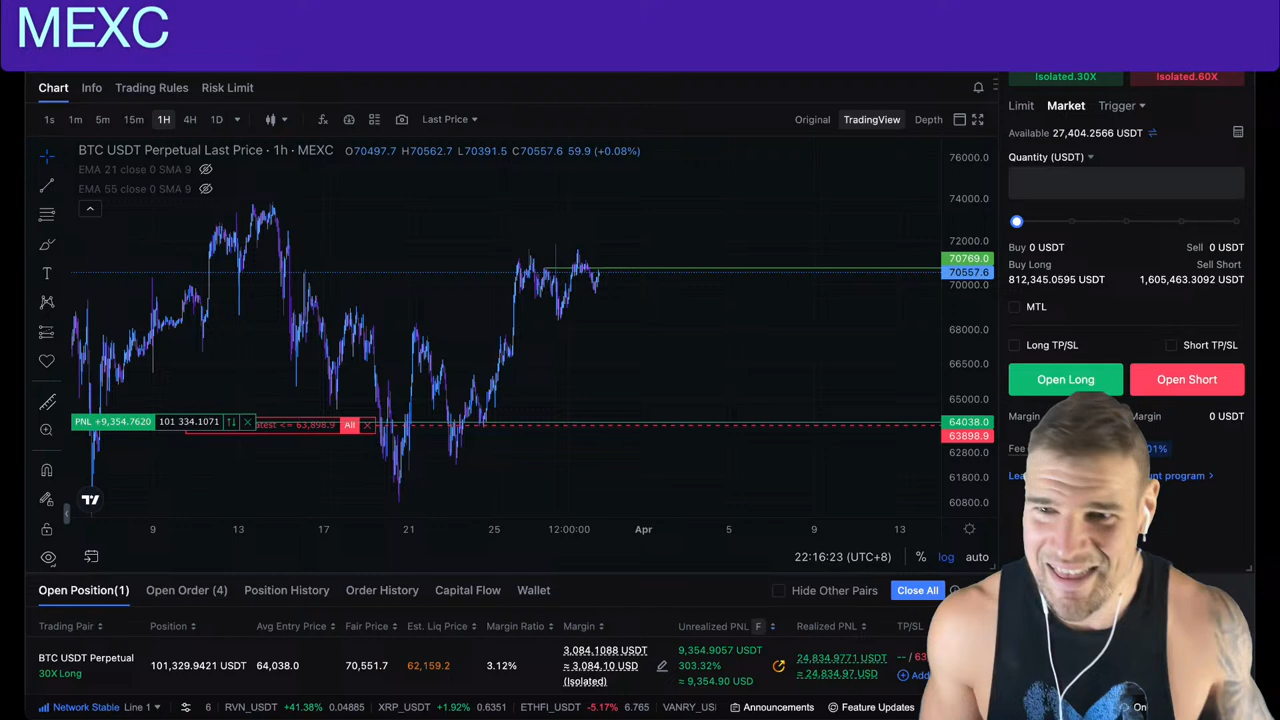 MEXC
Isolated.30X Isolated.60X
Chart Info Trading Rules Risk Limit
Limit Market Trigger
1s 1m 5m 15m 1H 4H 1D Last Price Original TradingView Depth
Available 27,404.2566 USDT
BTC USDT Perpetual Last Price · 1h · MEXC O70497.7 H70562.7 L70391.5 C70557.6 59.9 (+0.08%)
EMA 21 close 0 SMA 9
EMA 55 close 0 SMA 9
Quantity (USDT)
Buy 0 USDT Sell 0 USDT
Buy Long Sell Short
812,345.0595 USDT 1,605,463.3092 USDT
MTL
Long TP/SL Short TP/SL
Open Long Open Short
Margin Margin 0 USDT
Fee 01%
unt program
76000.0
74000.0
72000.0
70769.0
70557.6
70000.0
68000.0
66500.0
65000.0
64038.0
63898.9
62800.0
61800.0
60800.0
PNL +9,354.7620 101 334.1071
atest <= 63,898.9 All
9 13 17 21 25 12:00:00 Apr 5 9 13
22:16:23 (UTC+8) % log auto
Open Position(1) Open Order (4) Position History Order History Capital Flow Wallet Hide Other Pairs Close All
Trading Pair Position Avg Entry Price Fair Price Est. Liq Price Margin Ratio Margin Unrealized PNL F Realized PNL TP/SL
BTC USDT Perpetual
30X Long
101,329.9421 USDT 64,038.0 70,551.7 62,159.2 3.12%
3,084.1088 USDT
≈ 3,084.10 USD
(Isolated)
9,354.9057 USDT
303.32%
≈ 9,354.90 USD
24,834.9771 USDT
≈ 24,834.97 USD
-- / 63
Add
Network Stable Line 1 6 RVN_USDT +41.38% 0.04885 XRP_USDT +1.92% 0.6351 ETHFI_USDT -5.17% 6.765 VANRY_US Announcements Feature Updates On